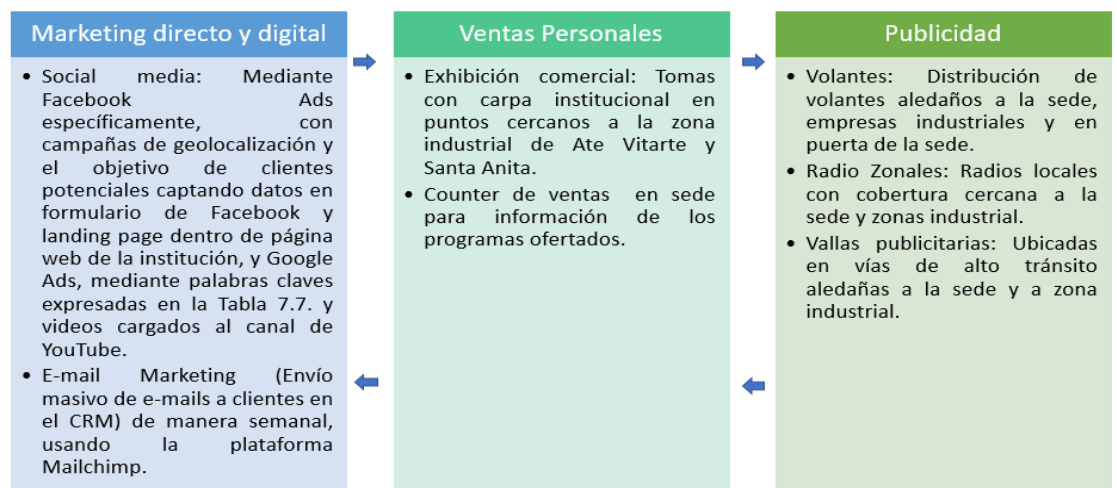 Marketing directo y digital
• Social media: Mediante
Facebook Ads
específicamente, con
campañas de geolocalización y
el objetivo de clientes
potenciales captando datos en
formulario de Facebook y
landing page dentro de página
web de la institución, y Google
Ads, mediante palabras claves
expresadas en la Tabla 7.7. y
videos cargados al canal de
YouTube.
• E-mail Marketing (Envío
masivo de e-mails a clientes en
el CRM) de manera semanal,
usando la plataforma
Mailchimp.
Ventas Personales
• Exhibición comercial: Tomas
con carpa institucional en
puntos cercanos a la zona
industrial de Ate Vitarte y
Santa Anita.
• Counter de ventas en sede
para información de los
programas ofertados.
Publicidad
• Volantes: Distribución de
volantes aledaños a la sede,
empresas industriales y en
puerta de la sede.
• Radio Zonales: Radios locales
con cobertura cercana a la
sede y zonas industrial.
• Vallas publicitarias: Ubicadas
en vías de alto tránsito
aledañas a la sede y a zona
industrial.